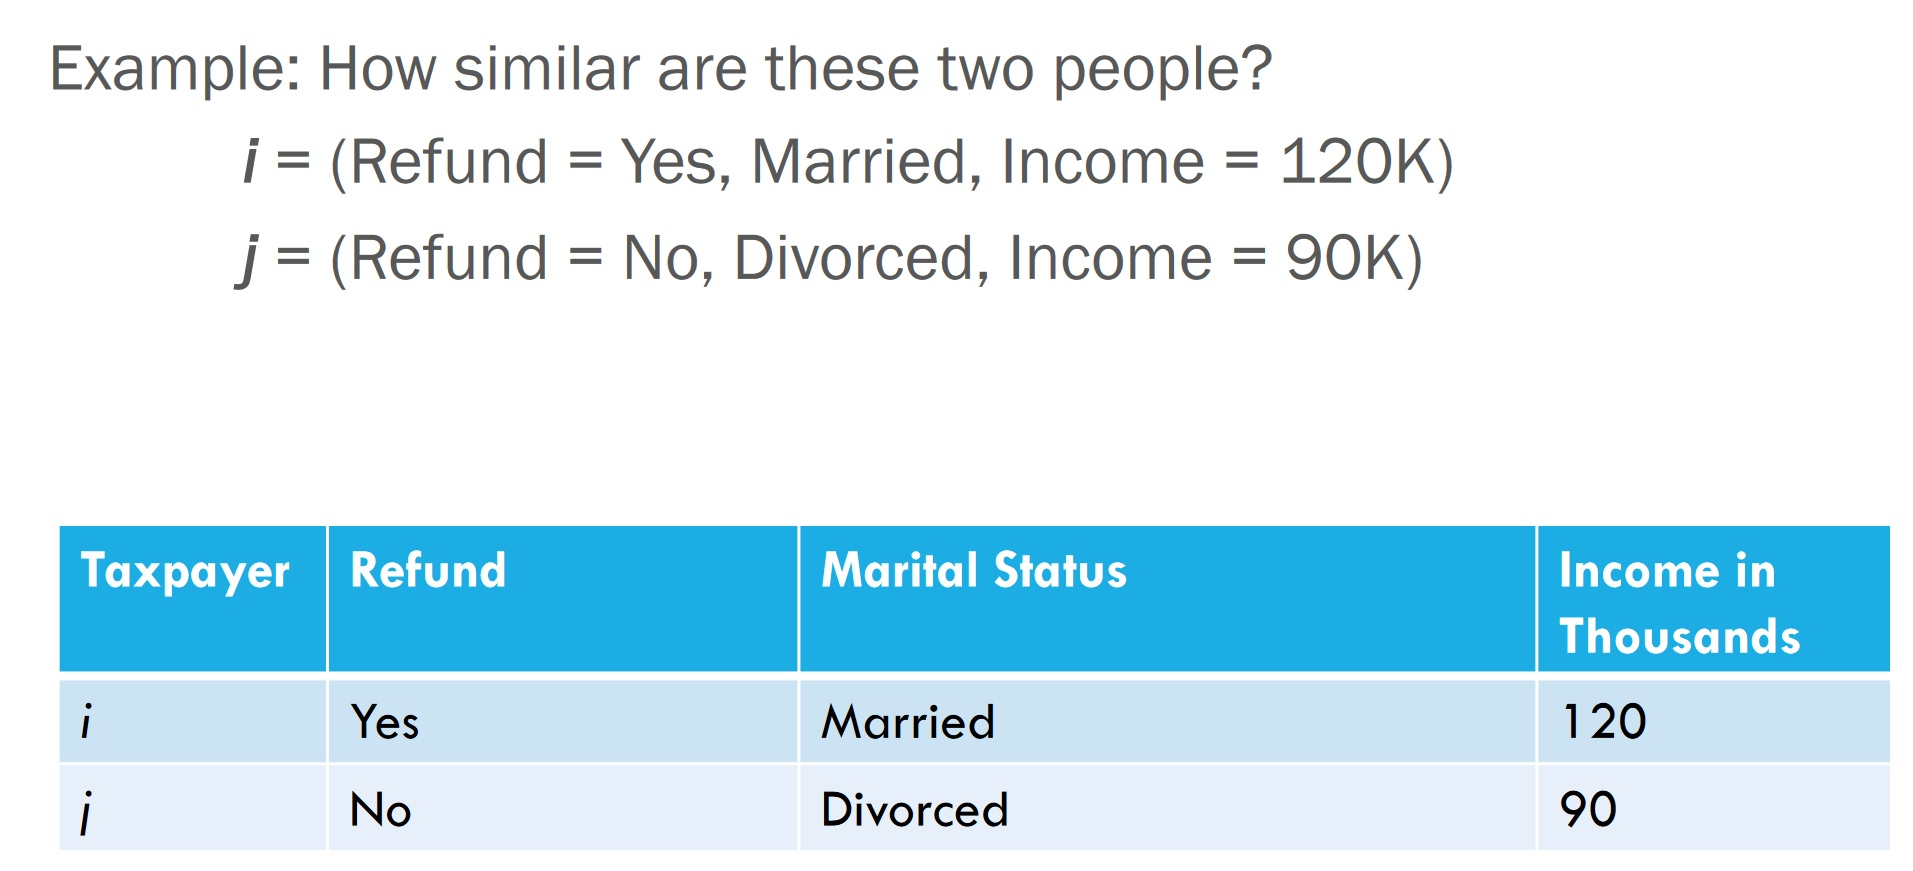 Example: How similar are these two people?
i = (Refund = Yes, Married, Income = 120K)
j = (Refund = No, Divorced, Income = 90K)
Taxpayer Refund Marital Status Income in
Thousands
i Yes Married 120
j No Divorced 90